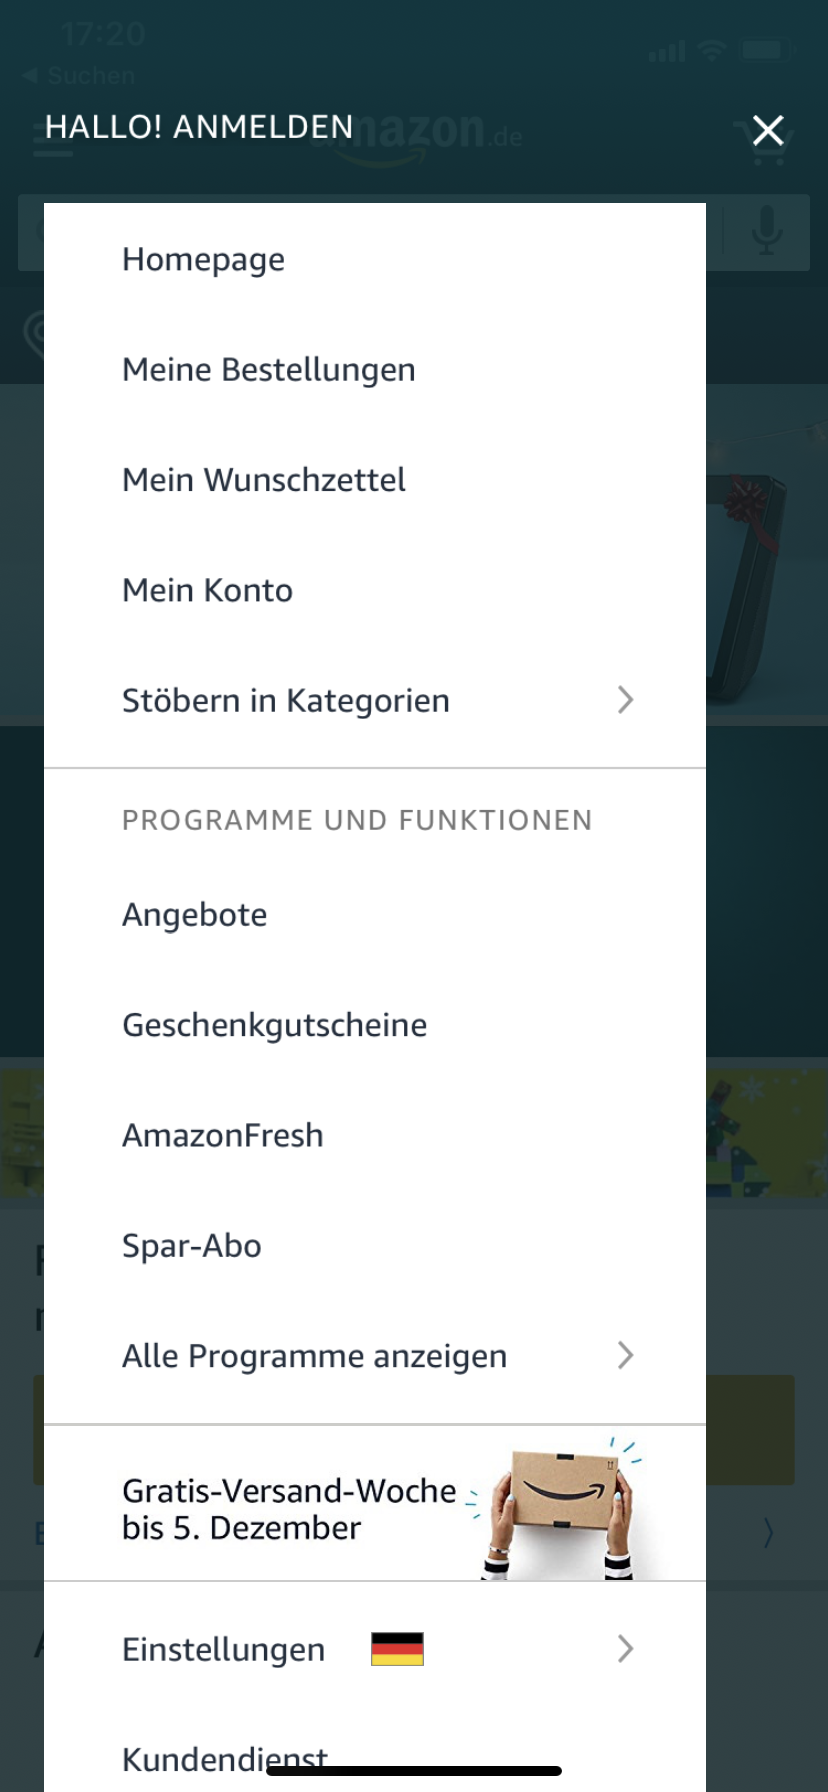 17:20
Suchen
HALLO! ANMELDEN
amazon.de
Homepage
Meine Bestellungen
Mein Wunschzettel
Mein Konto
Stöbern in Kategorien
PROGRAMME UND FUNKTIONEN
Angebote
Geschenkgutscheine
AmazonFresh
Spar-Abo
Alle Programme anzeigen
Gratis-Versand-Woche
bis 5. Dezember
Einstellungen
Kundendienst